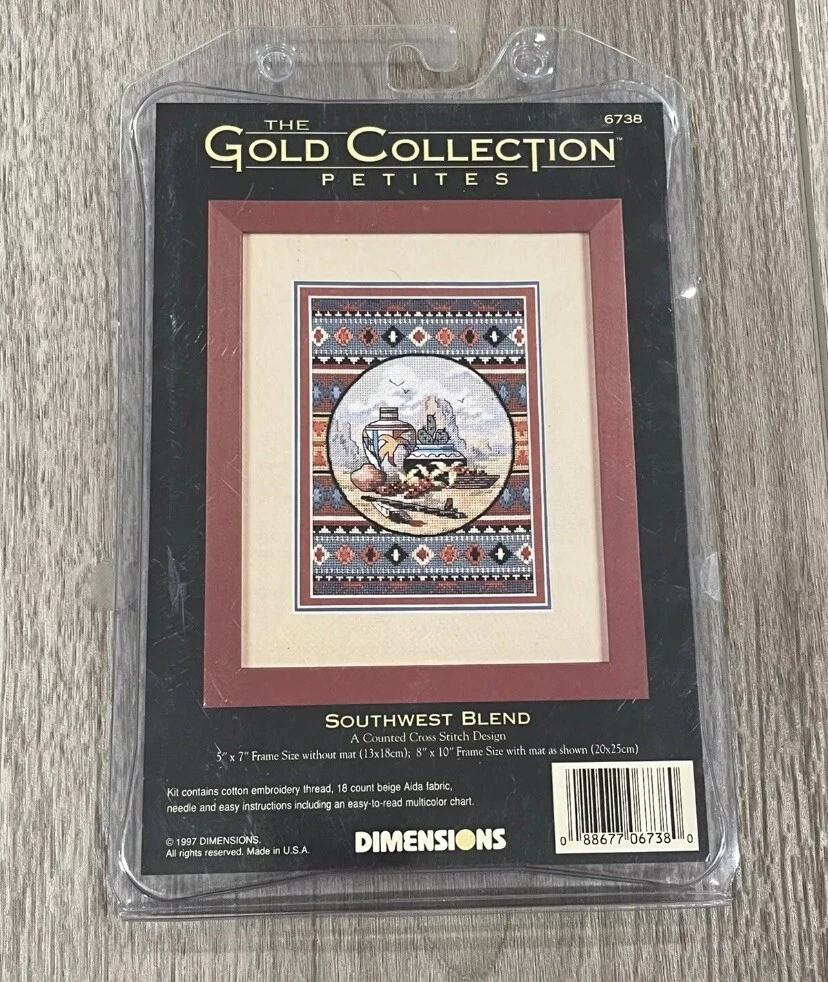 THE
6738
GOLD COLLECTION™
PETITES
SOUTHWEST BLEND
A Counted Cross Stitch Design
5" x 7" Frame Size without mat (13x18cm); 8" x 10" Frame Size with mat as shown (20x25cm)
Kit contains cotton embroidery thread, 18 count beige Aida fabric,
needle and easy instructions including an easy-to-read multicolor chart.
© 1997 DIMENSIONS.
All rights reserved. Made in U.S.A.
DIMENSIONS
0 88677 06738 0